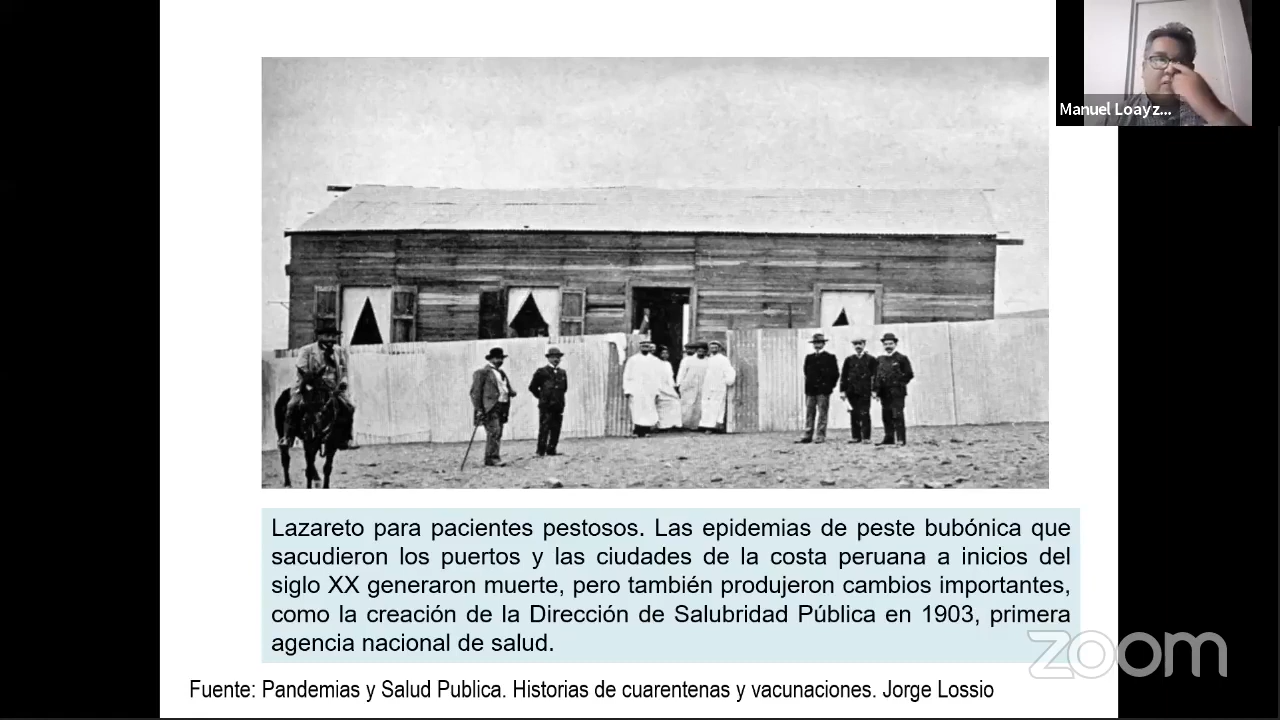 Manuel Loayz...
Lazareto para pacientes pestosos. Las epidemias de peste bubónica que
sacudieron los puertos y las ciudades de la costa peruana a inicios del
siglo XX generaron muerte, pero también produjeron cambios importantes,
como la creación de la Dirección de Salubridad Pública en 1903, primera
agencia nacional de salud.
zoom
Fuente: Pandemias y Salud Publica. Historias de cuarentenas y vacunaciones. Jorge Lossio